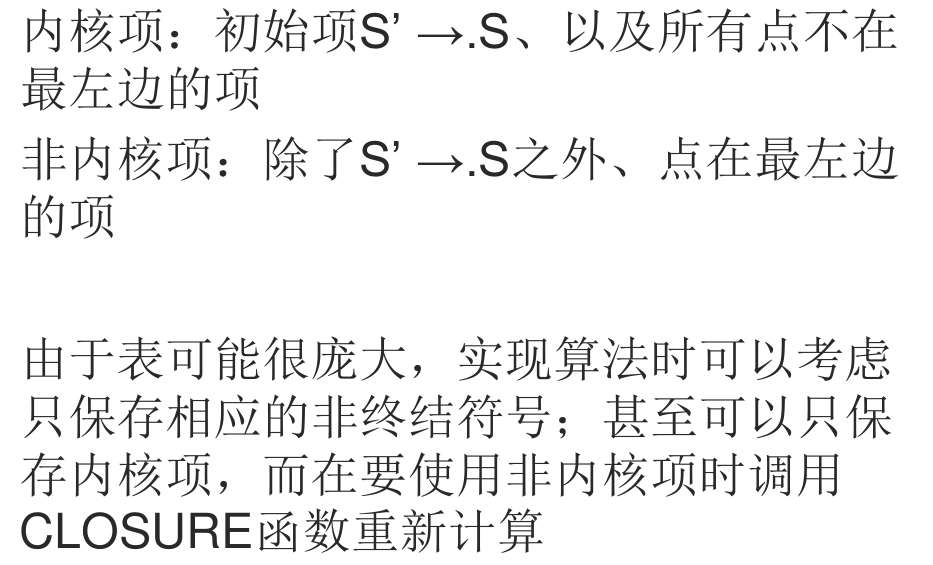 内核项：初始项S’ →.S、以及所有点不在
最左边的项
非内核项：除了S’ →.S之外、点在最左边
的项
由于表可能很庞大，实现算法时可以考虑
只保存相应的非终结符号；甚至可以只保
存内核项，而在要使用非内核项时调用
CLOSURE函数重新计算